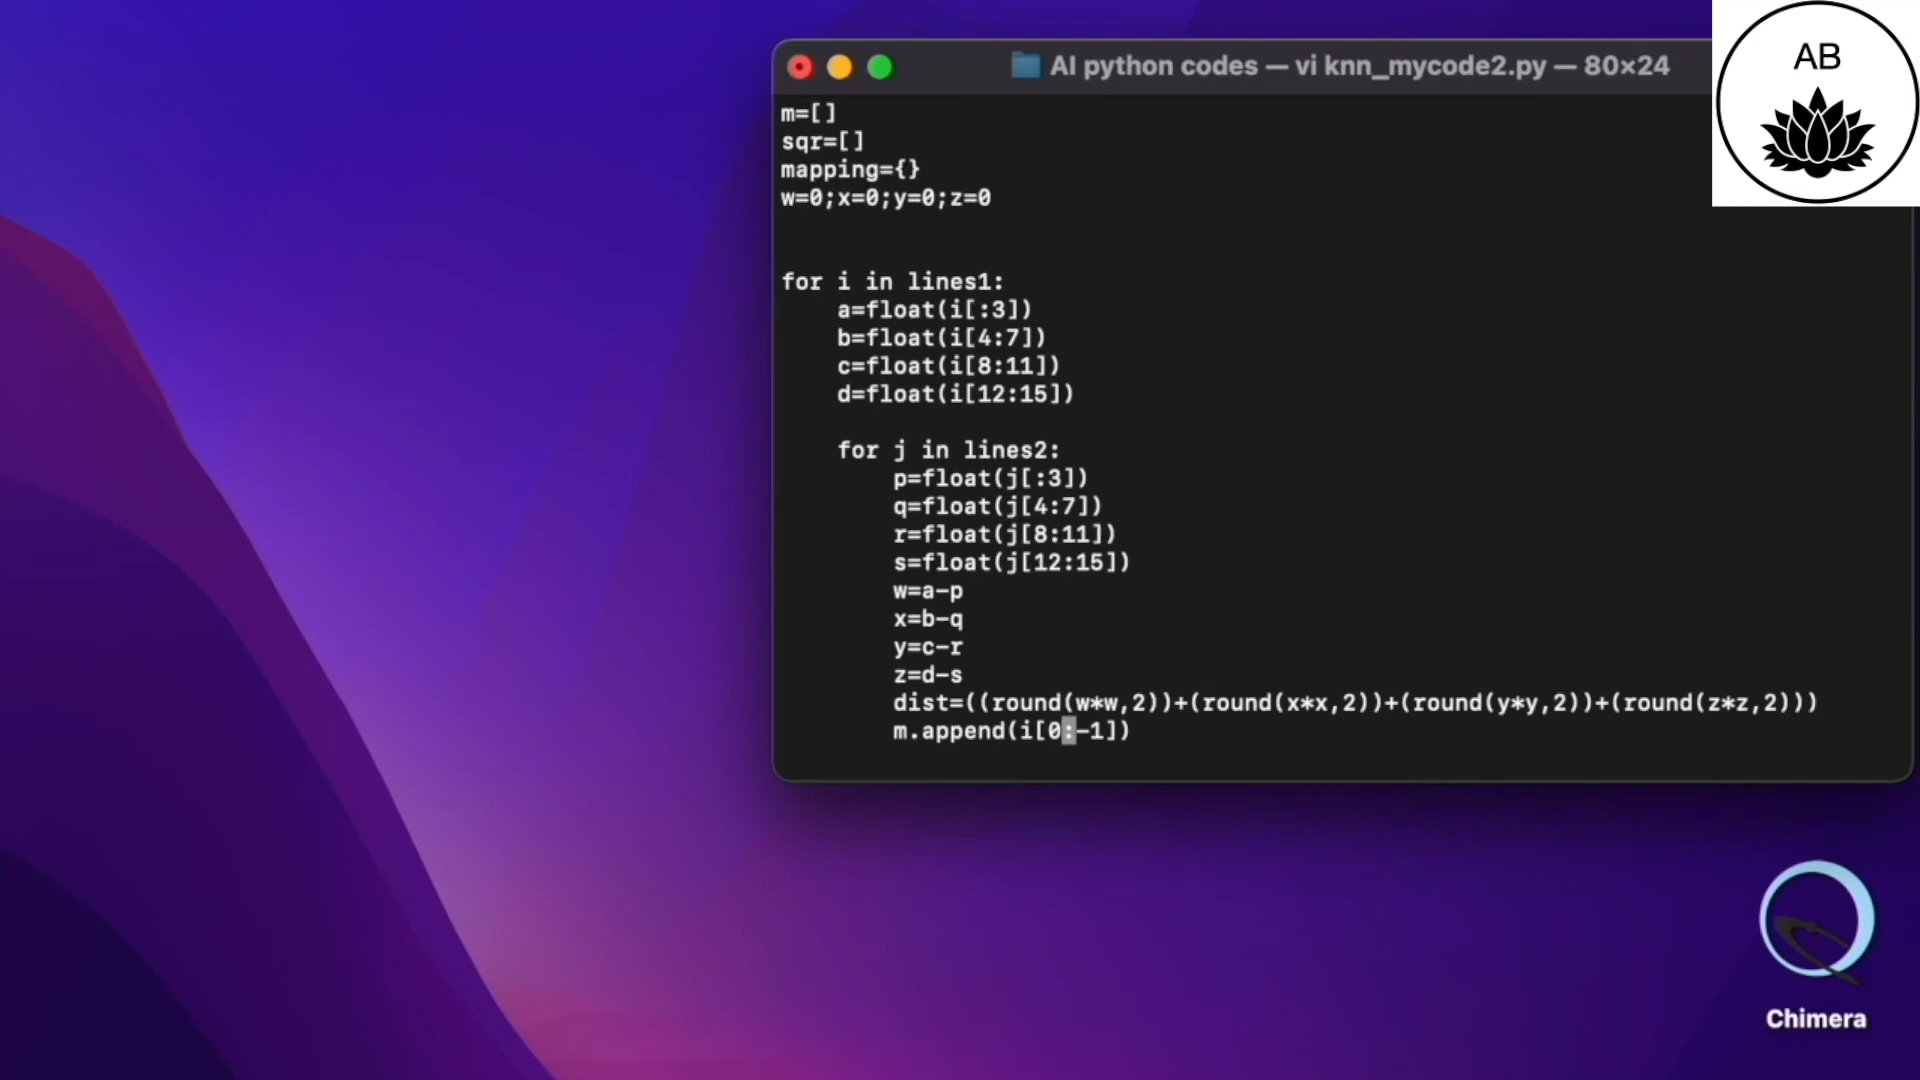 AI python codes — vi knn_mycode2.py — 80×24
AB
m=[]
sqr=[]
mapping={}
w=0;x=0;y=0;z=0
for i in lines1:
    a=float(i[:3])
    b=float(i[4:7])
    c=float(i[8:11])
    d=float(i[12:15])
    for j in lines2:
        p=float(j[:3])
        q=float(j[4:7])
        r=float(j[8:11])
        s=float(j[12:15])
        w=a-p
        x=b-q
        y=c-r
        z=d-s
        dist=((round(w*w,2))+(round(x*x,2))+(round(y*y,2))+(round(z*z,2)))
        m.append(i[0:-1])
Chimera